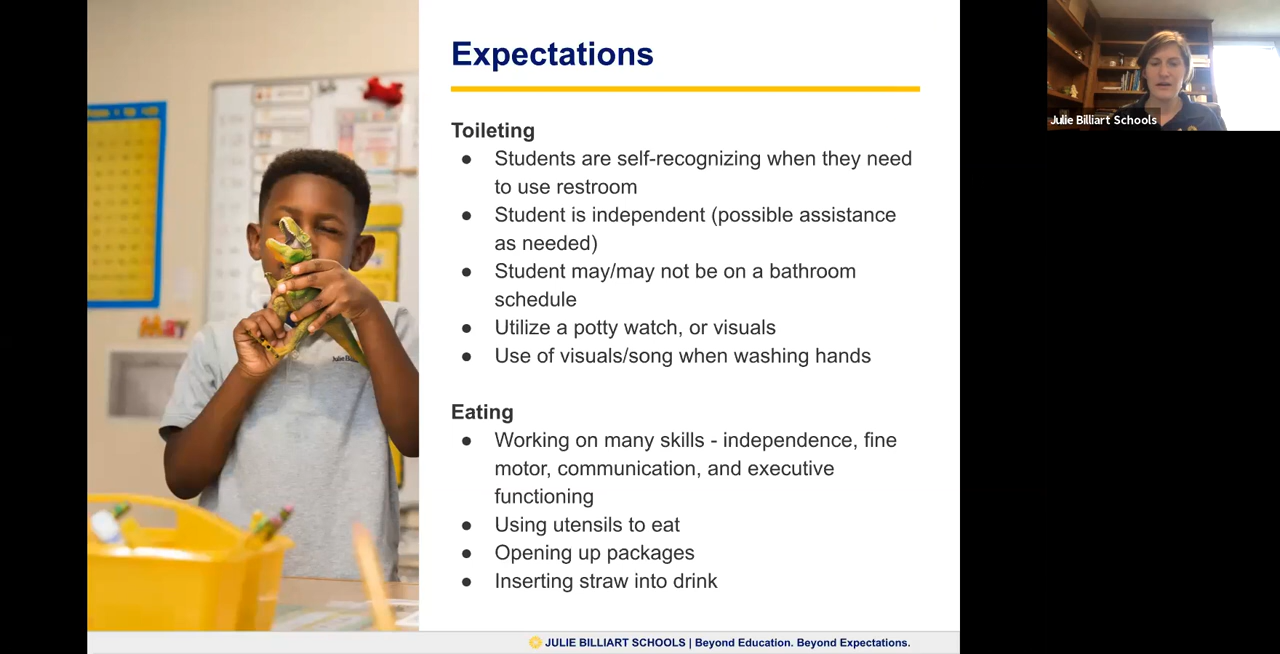 Expectations
Toileting
● Students are self-recognizing when they need
to use restroom
● Student is independent (possible assistance
as needed)
● Student may/may not be on a bathroom
schedule
● Utilize a potty watch, or visuals
● Use of visuals/song when washing hands
Eating
● Working on many skills - independence, fine
motor, communication, and executive
functioning
● Using utensils to eat
● Opening up packages
● Inserting straw into drink
JULIE BILLIART SCHOOLS | Beyond Education. Beyond Expectations.
Julie Billiart Schools
May
Julie